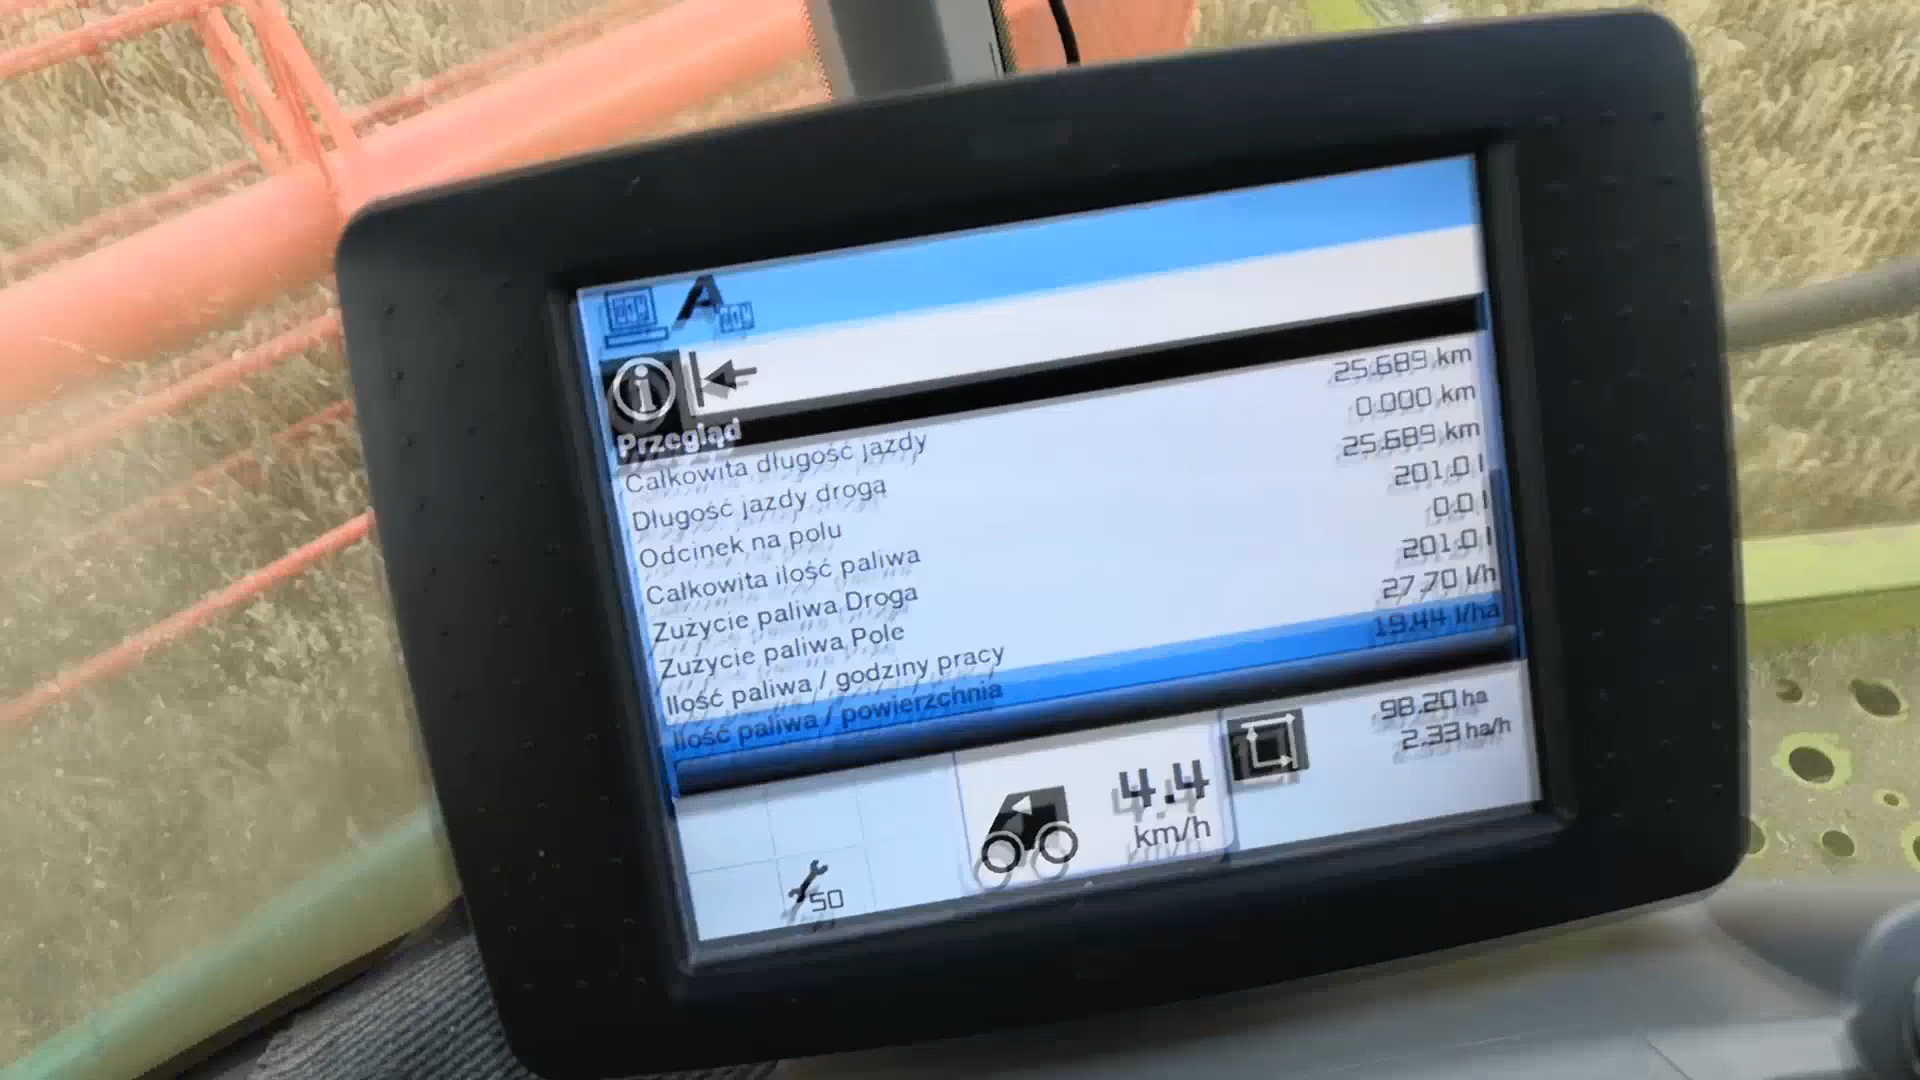 A
Przegląd
Całkowita długość jazdy 25.689 km
Długość jazdy droga 0.000 km
Odcinek na polu 25.689 km
Całkowita ilość paliwa 201.0 l
Zużycie paliwa Droga 0.0 l
Zużycie paliwa Pole 201.0 l
Ilość paliwa / godziny pracy 27.70 l/h
Ilość paliwa / powierzchnia 19.44 l/ha
98.20 ha
2.33 ha/h
4.4
km/h
50